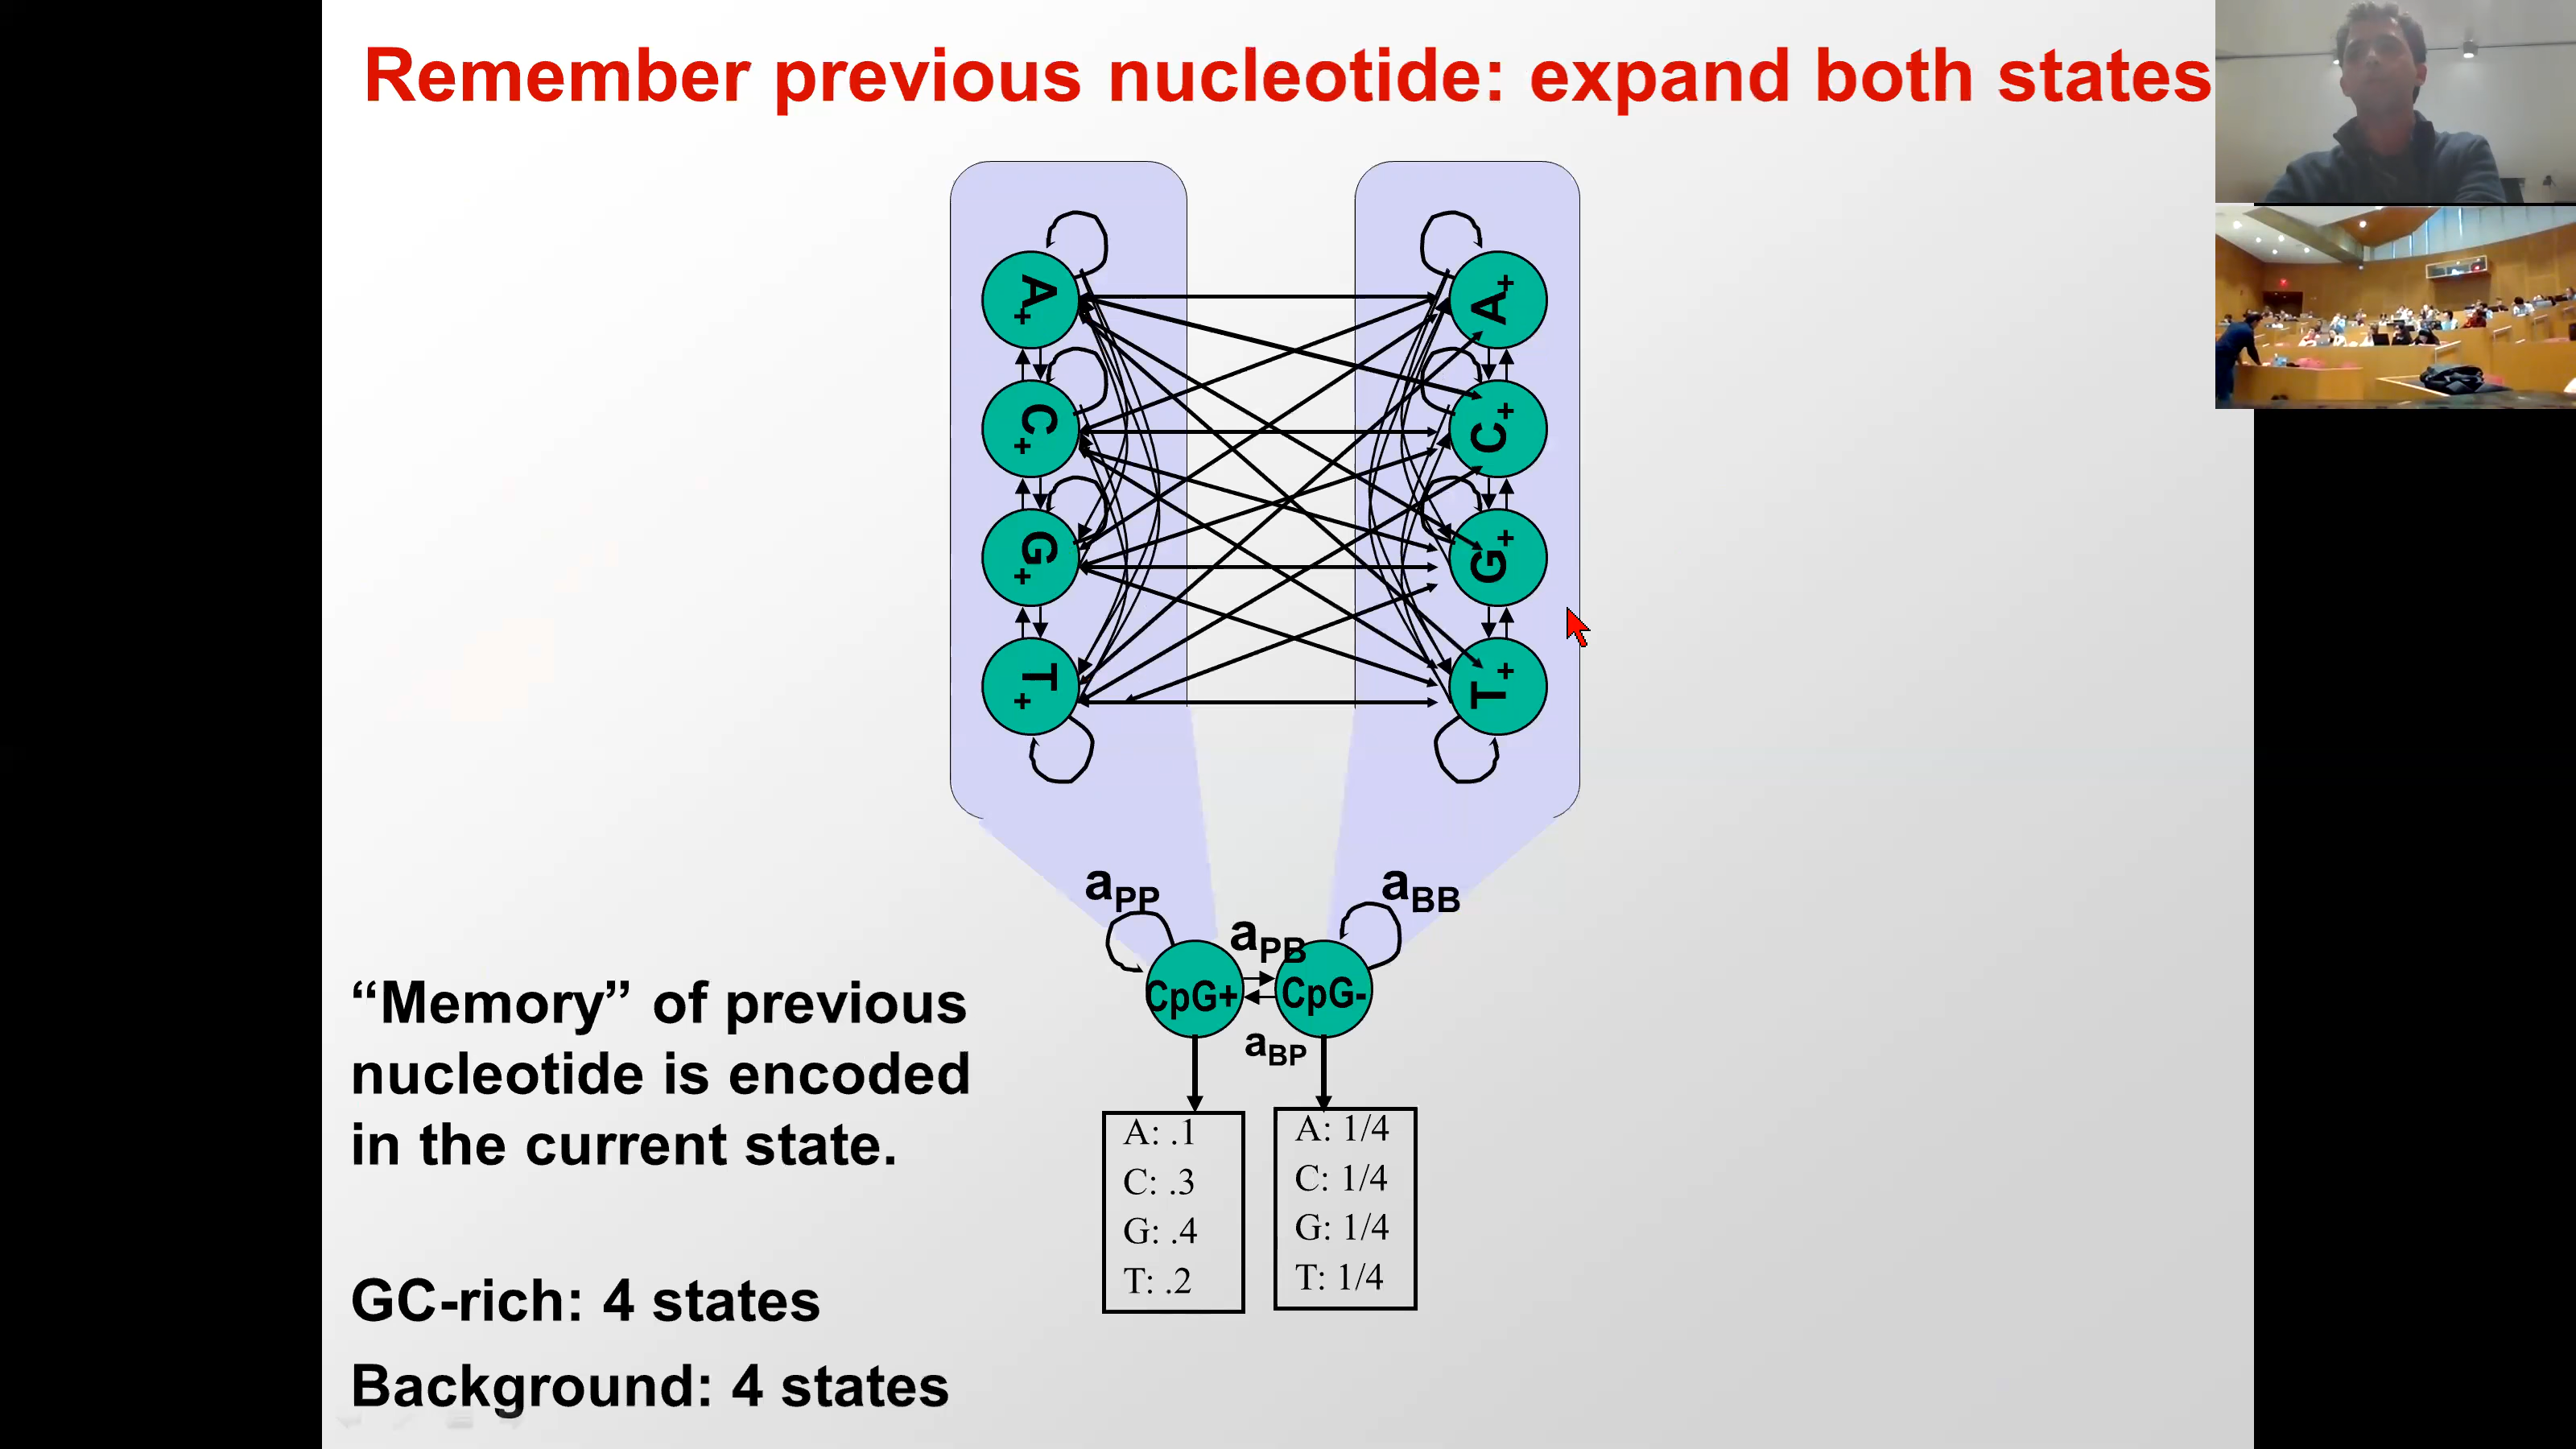 Remember previous nucleotide: expand both states
A+
A+
C+
C+
G+
G+
T+
T+
aPP
aBB
aPB
CpG+
CpG-
aBP
“Memory” of previous
nucleotide is encoded
in the current state.
GC-rich: 4 states
Background: 4 states
A: .1
C: .3
G: .4
T: .2
A: 1/4
C: 1/4
G: 1/4
T: 1/4